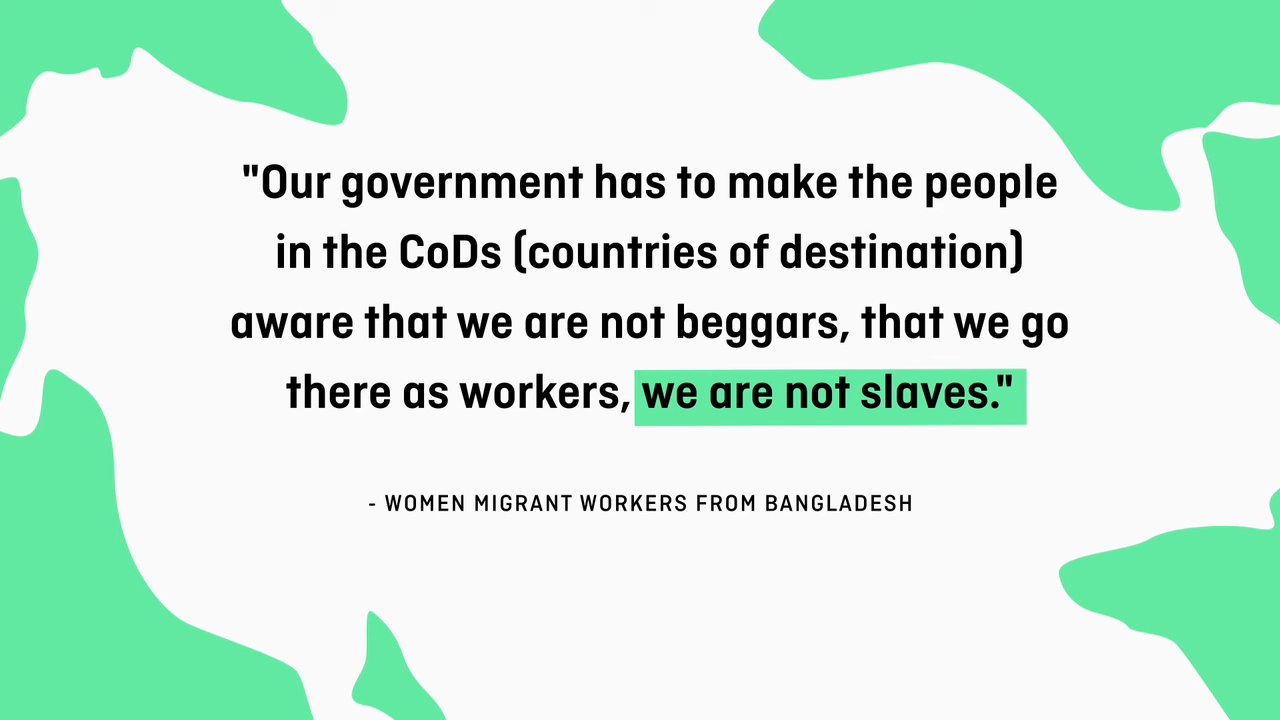 "Our government has to make the people
in the CoDs (countries of destination)
aware that we are not beggars, that we go
there as workers, we are not slaves."
- WOMEN MIGRANT WORKERS FROM BANGLADESH